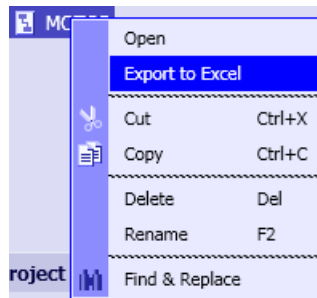 Open
Export to Excel
Cut Ctrl+X
Copy Ctrl+C
Delete Del
Rename F2
roject
Find & Replace